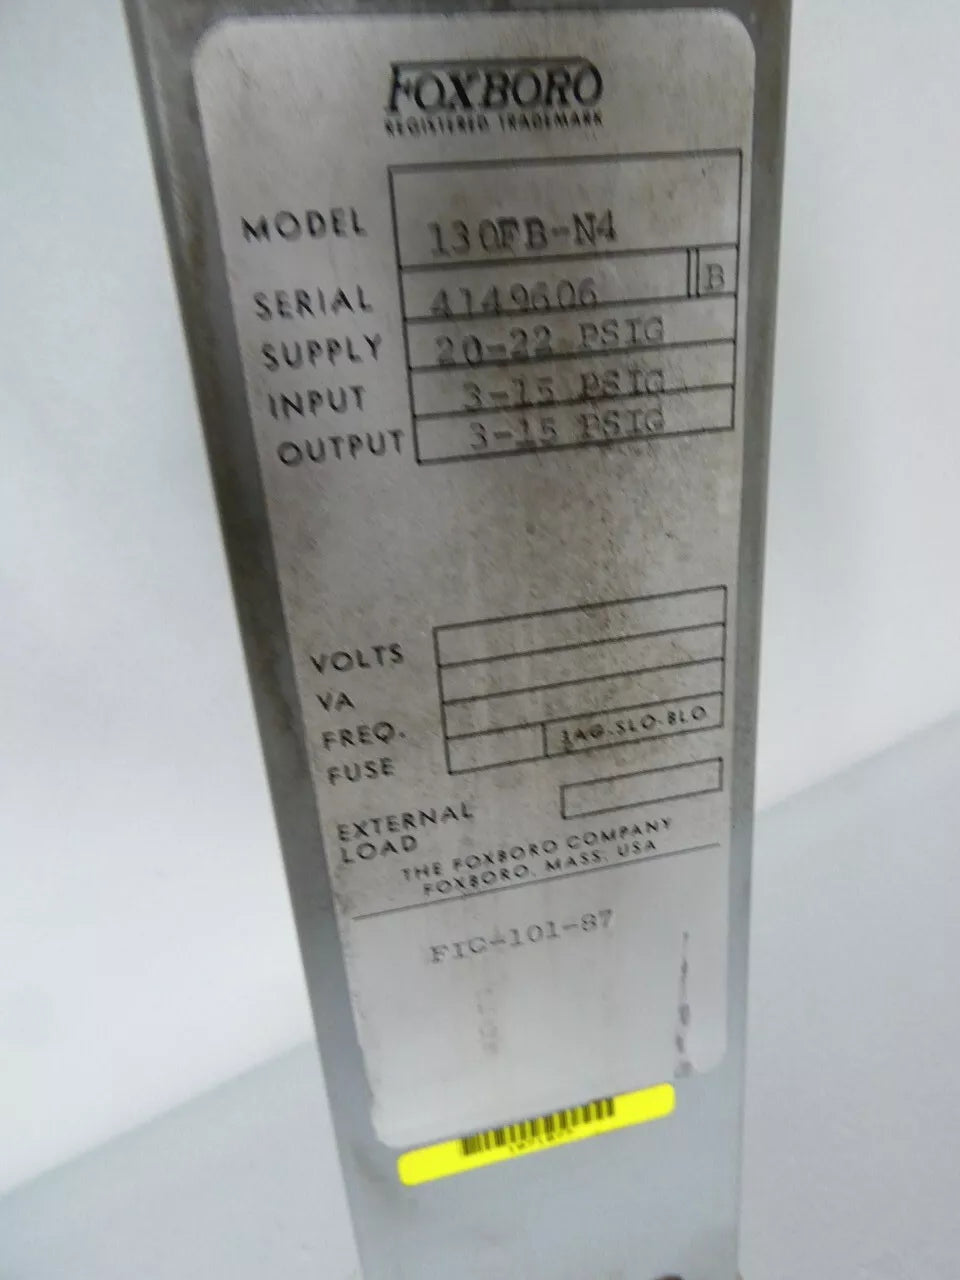 FOXBORO
REGISTERED TRADEMARK
MODEL 130FB-N4
SERIAL 4149606 B
SUPPLY 20-22 PSIG
INPUT 3-15 PSIG
OUTPUT 3-15 PSIG
VOLTS
VA
FREQ.
FUSE 3AG-SLO-BLO
EXTERNAL
LOAD
THE FOXBORO COMPANY
FOXBORO, MASS. USA
FIC-101-87